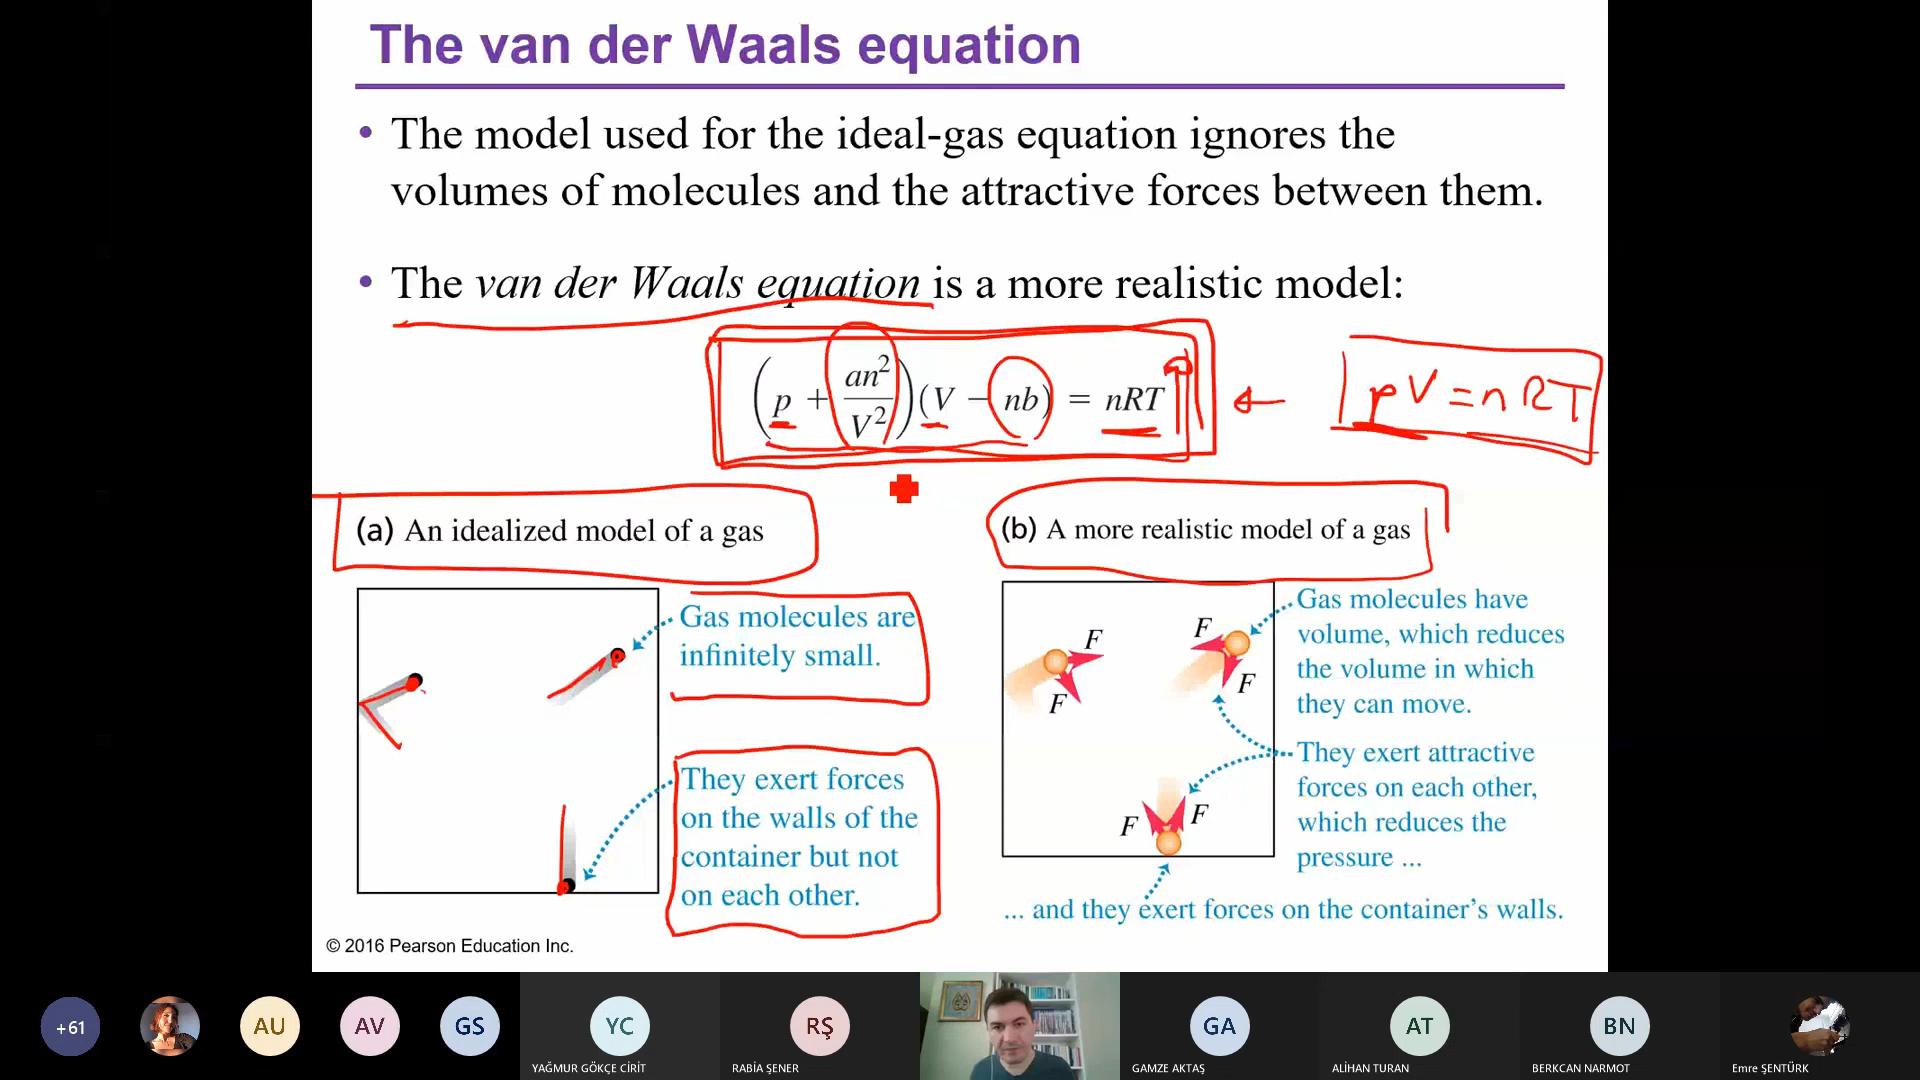 The van der Waals equation
• The model used for the ideal-gas equation ignores the
volumes of molecules and the attractive forces between them.
• The van der Waals equation is a more realistic model:
(p + an²/V²)(V − nb) = nRT
pV = nRT
(a) An idealized model of a gas
Gas molecules are
infinitely small.
They exert forces
on the walls of the
container but not
on each other.
(b) A more realistic model of a gas
F
F
F
F
F
F
Gas molecules have
volume, which reduces
the volume in which
they can move.
They exert attractive
forces on each other,
which reduces the
pressure ...
... and they exert forces on the container’s walls.
© 2016 Pearson Education Inc.
+61
AU
AV
GS
YC
YAĞMUR GÖKÇE CİRİT
RŞ
RABİA ŞENER
GA
GAMZE AKTAŞ
AT
ALİHAN TURAN
BN
BERKCAN NARMOT
Emre ŞENTÜRK